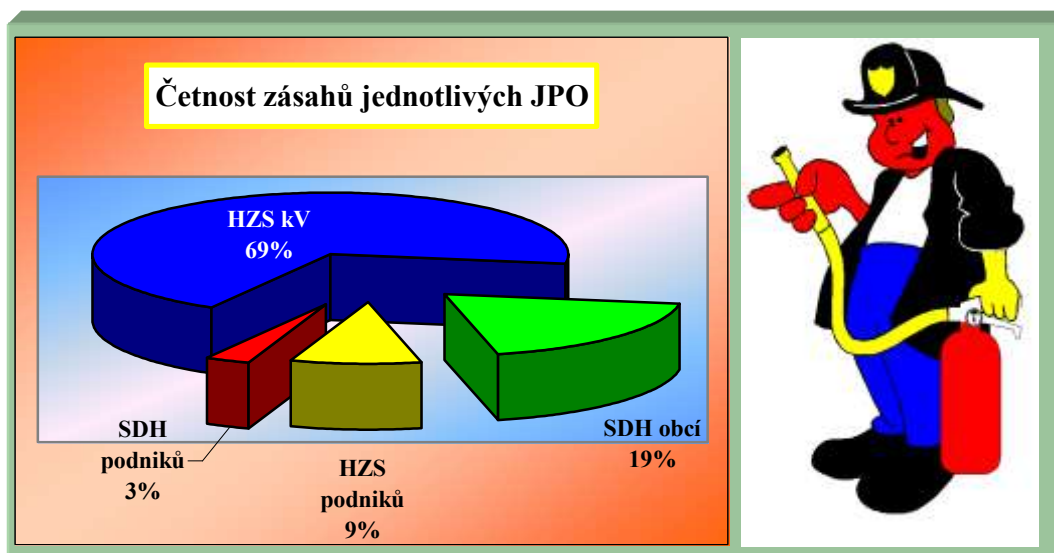 Četnost zásahů jednotlivých JPO
HZS kV
69%
SDH
podniků
3%
HZS
podniků
9%
SDH obcí
19%